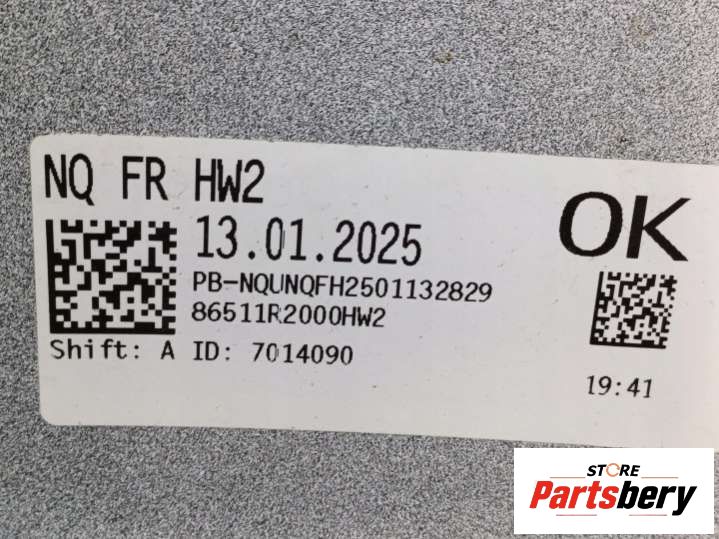 NQ FR HW2
13.01.2025
OK
PB-NQUNQFH2501132829
86511R2000HW2
Shift: A ID: 7014090
19:41
STORE
Partsbery